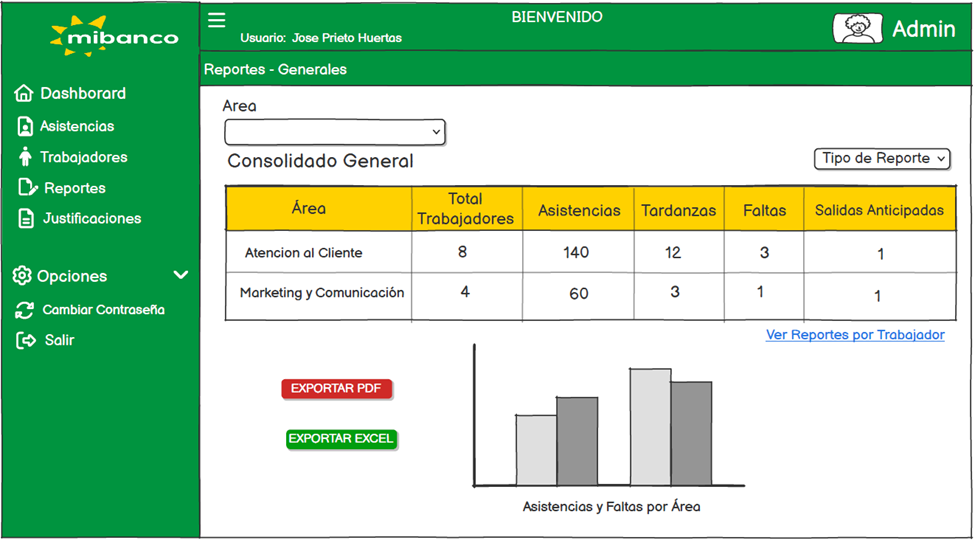 mibanco
BIENVENIDO
Usuario: Jose Prieto Huertas
Admin
Reportes - Generales
Dashborard
Asistencias
Trabajadores
Reportes
Justificaciones
Opciones
Cambiar Contraseña
Salir
Area
Consolidado General
Tipo de Reporte
Área Total Trabajadores Asistencias Tardanzas Faltas Salidas Anticipadas
Atencion al Cliente 8 140 12 3 1
Marketing y Comunicación 4 60 3 1 1
Ver Reportes por Trabajador
EXPORTAR PDF
EXPORTAR EXCEL
Asistencias y Faltas por Área